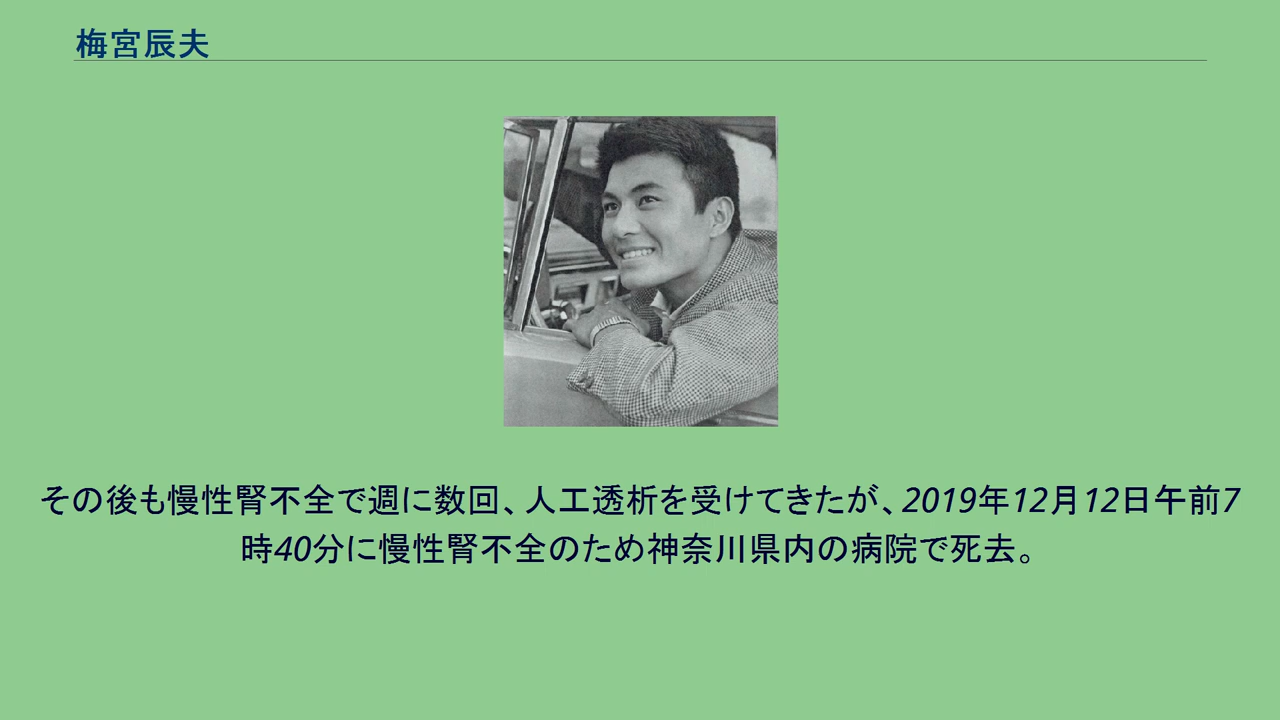 梅宮辰夫
その後も慢性腎不全で週に数回、人工透析を受けてきたが、2019年12月12日午前7
時40分に慢性腎不全のため神奈川県内の病院で死去。